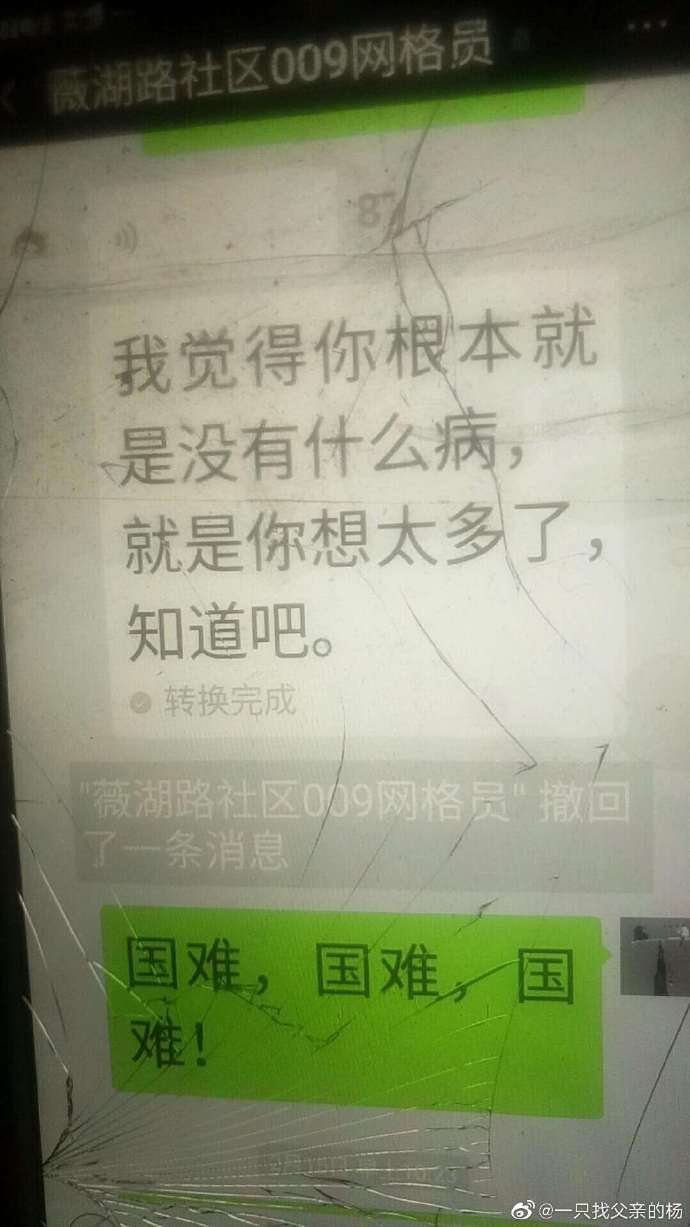 薇湖路社区009网格员
我觉得你根本就
是没有什么病，
就是你想太多了，
知道吧。
转换完成
"薇湖路社区009网格员" 撤回
了一条消息
国难，国难，国
难！
@一只找父亲的杨